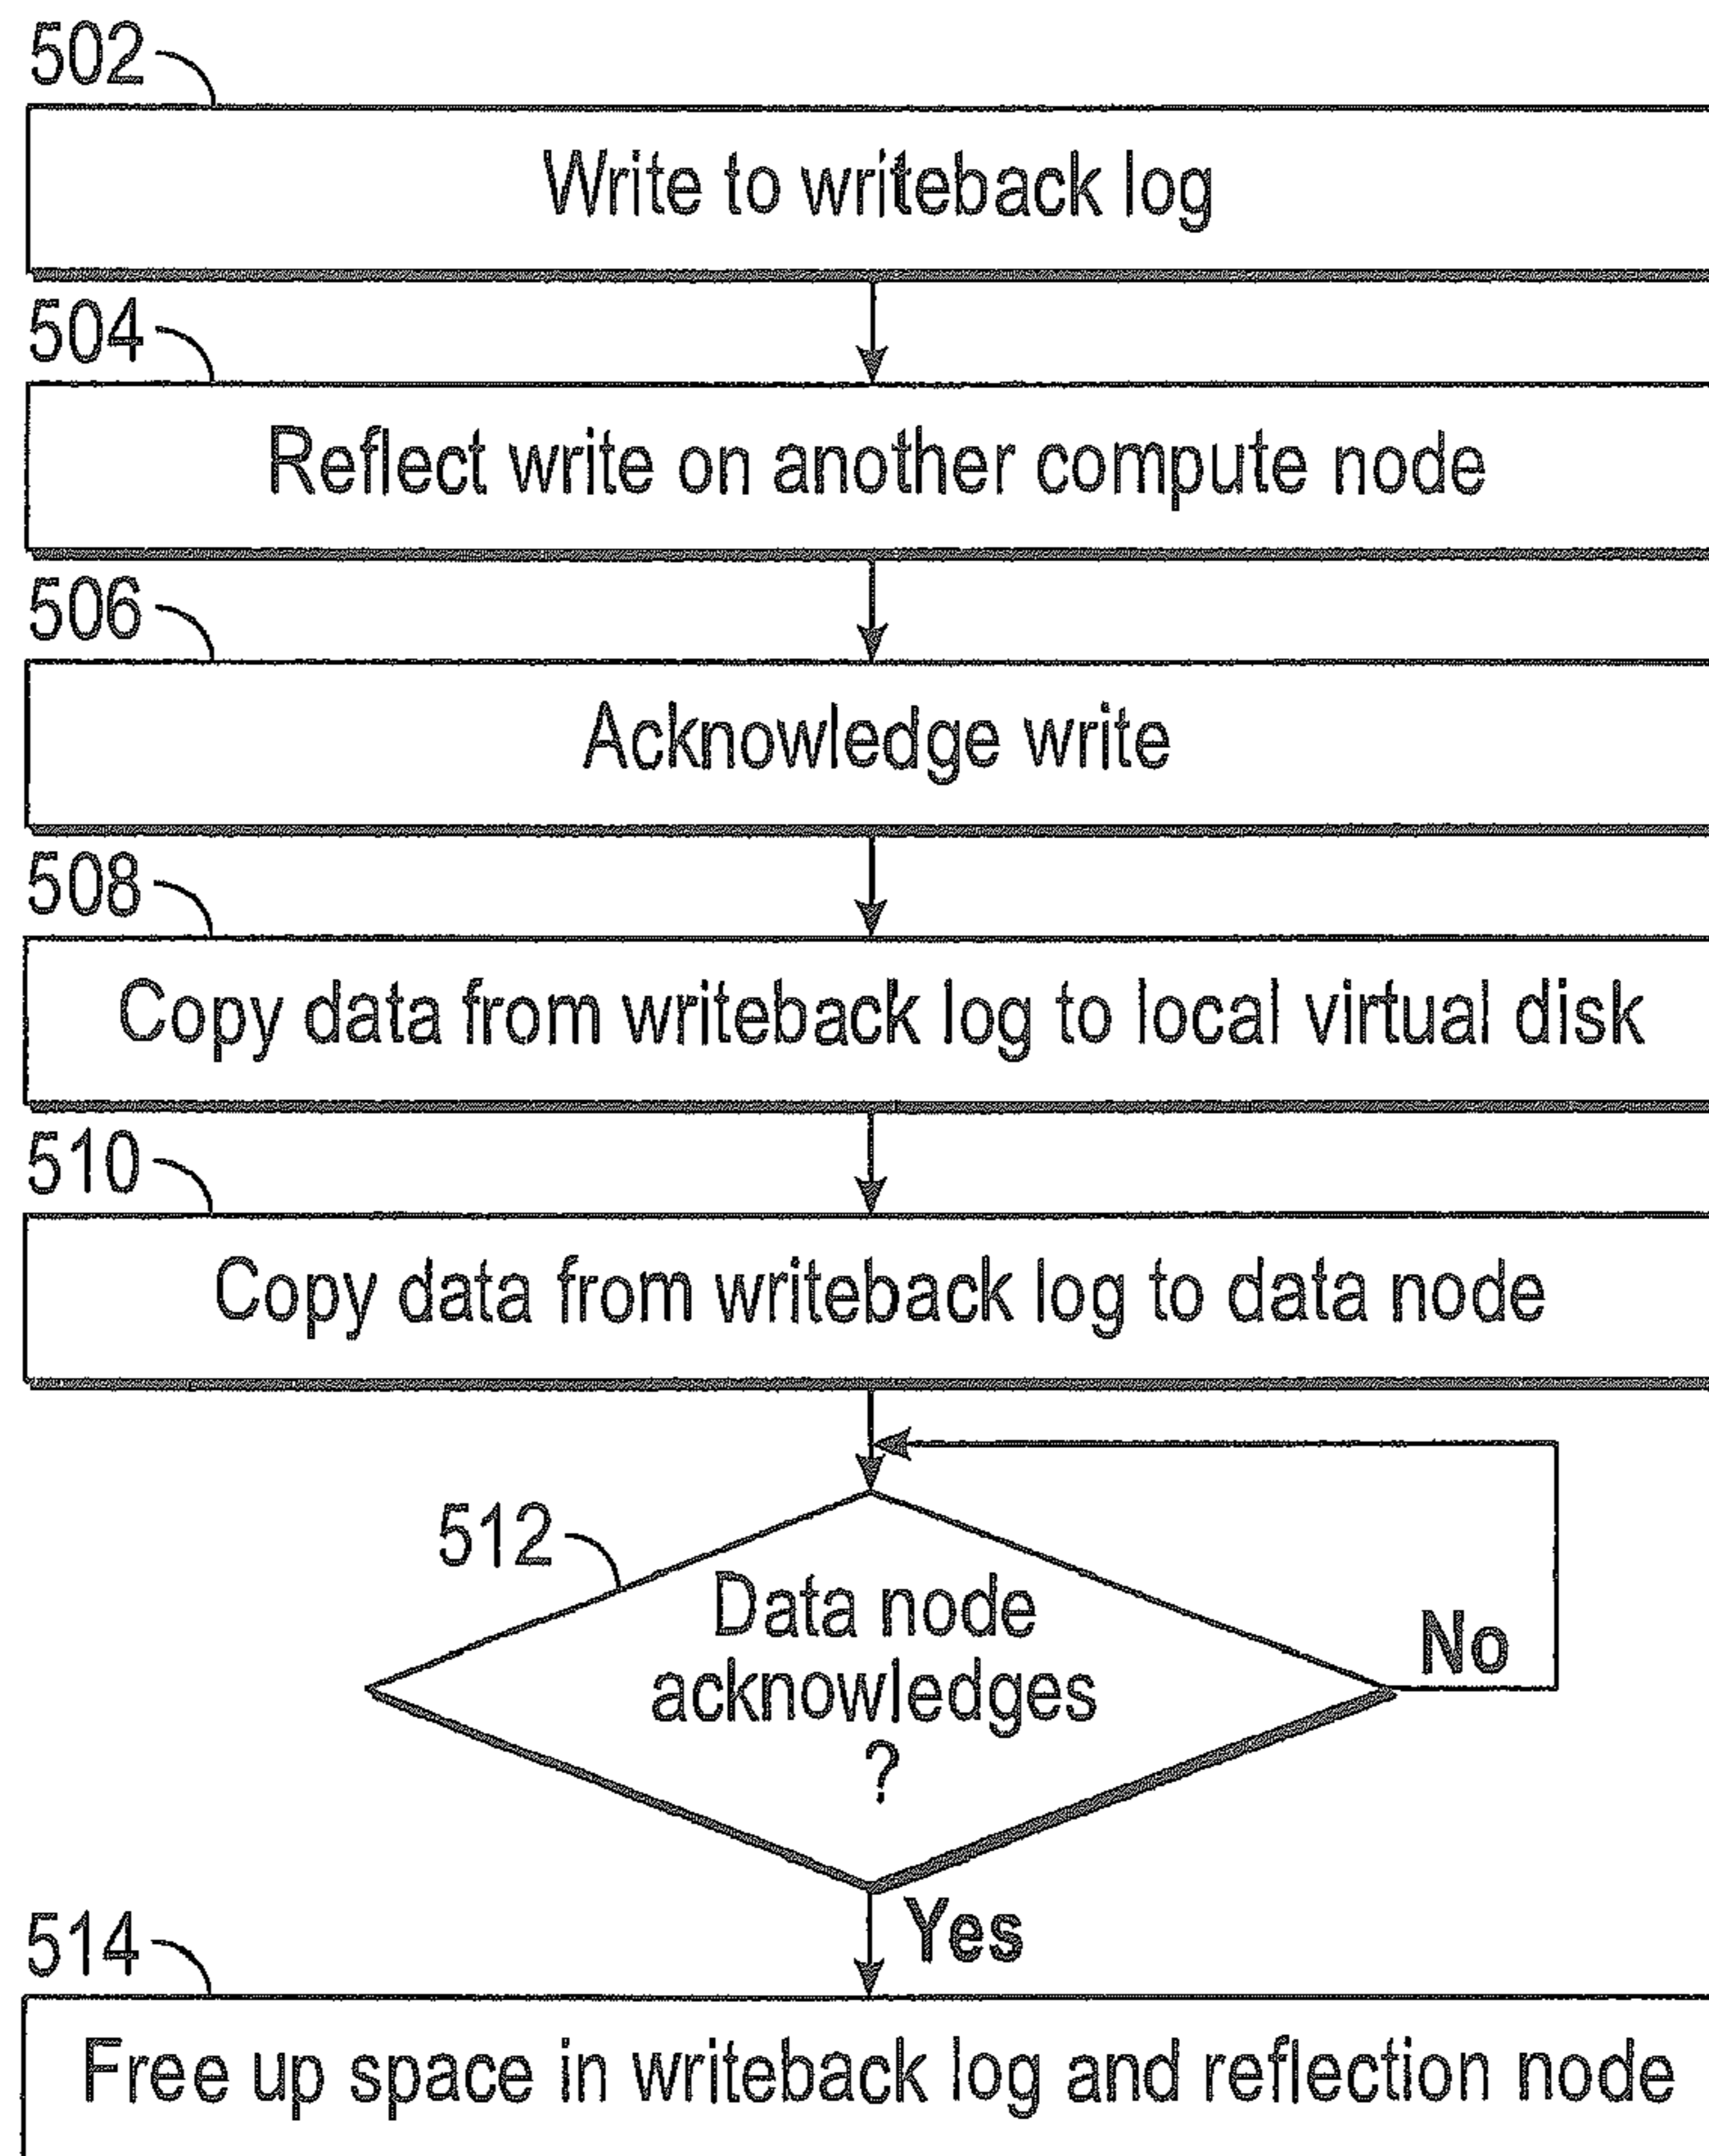 502
Write to writeback log
504
Reflect write on another compute node
506
Acknowledge write
508
Copy data from writeback log to local virtual disk
510
Copy data from writeback log to data node
512
Data node
acknowledges
?
No
Yes
514
Free up space in writeback log and reflection node